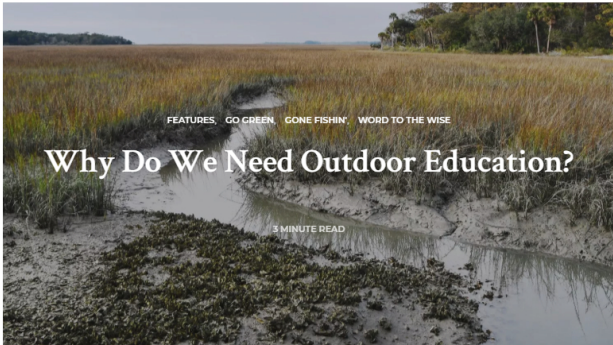 FEATURES, GO GREEN, GONE FISHIN', WORD TO THE WISE
Why Do We Need Outdoor Education?
3 MINUTE READ